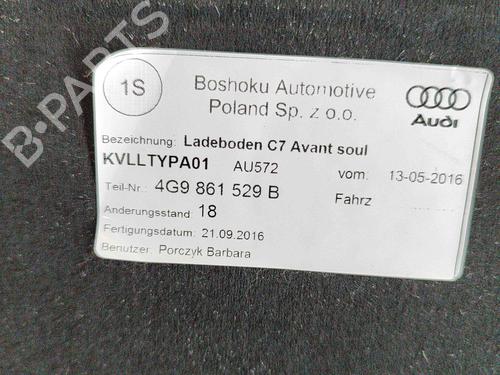 B-PARTS
1S
Boshoku Automotive
Poland Sp. z o.o.
Audi
Bezeichnung: Ladeboden C7 Avant soul
KVLLTYPA01 AU572 vom: 13-05-2016
Teil-Nr.: 4G9 861 529 B Fahrz
Änderungsstand: 18
Fertigungsdatum: 21.09.2016
Benutzer: Porczyk Barbara